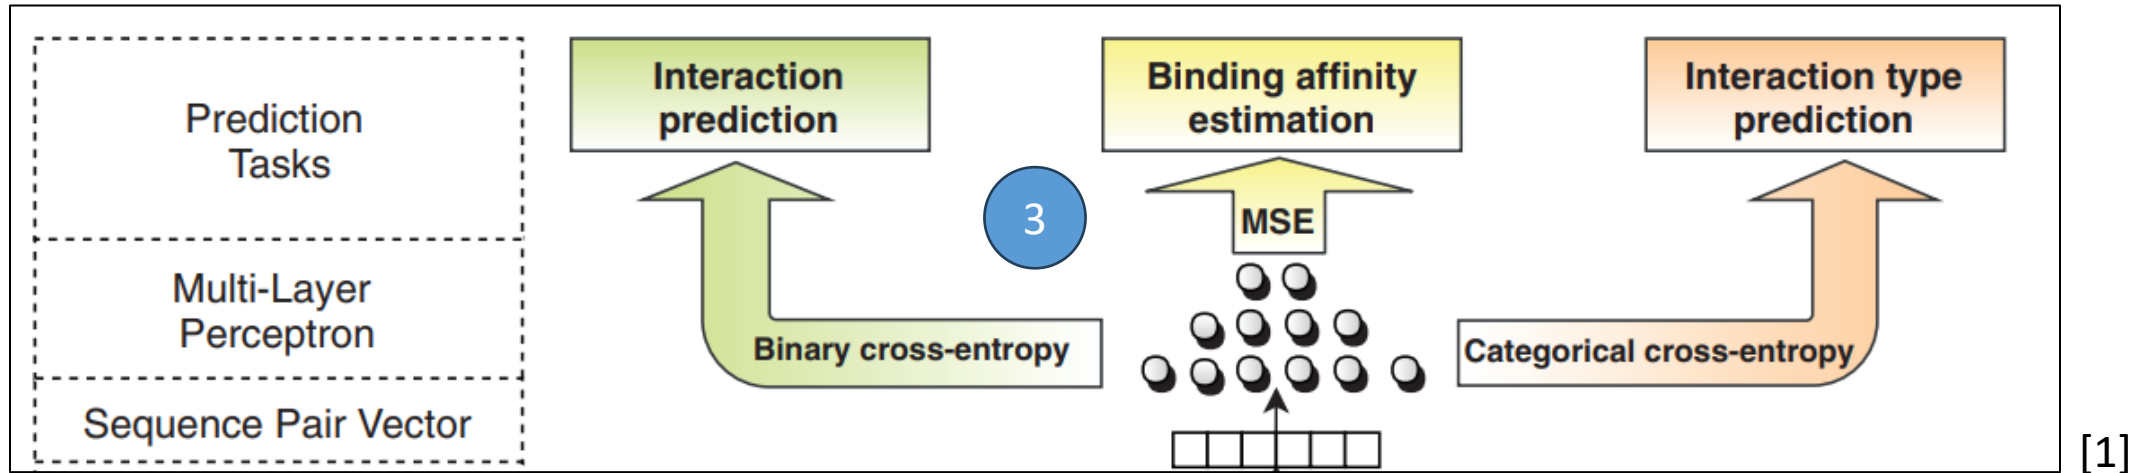 Prediction
Tasks
Multi-Layer
Perceptron
Sequence Pair Vector
Interaction
prediction
Binding affinity
estimation
Interaction type
prediction
3
MSE
Binary cross-entropy
Categorical cross-entropy
[1]